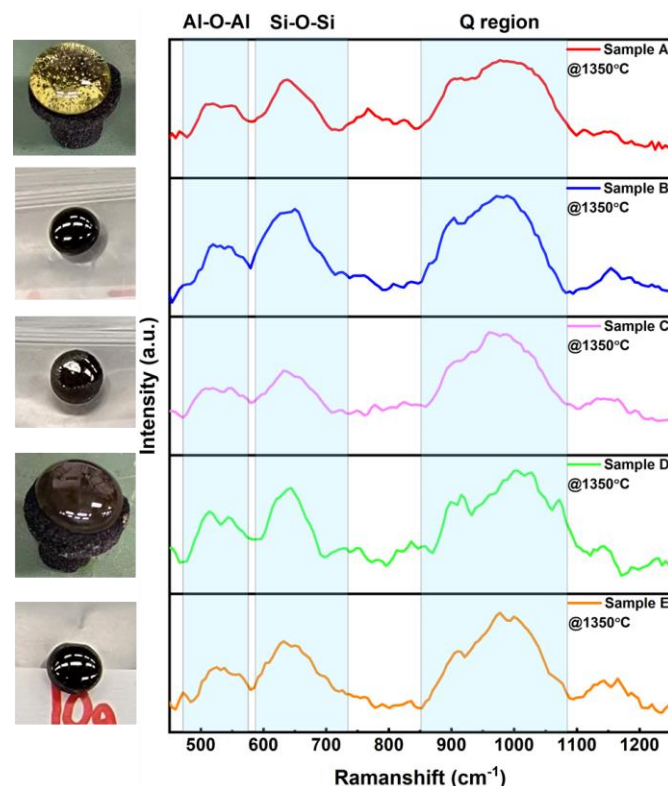 Al-O-Al Si-O-Si Q region
Sample A
@1350°C
Sample B
@1350°C
Sample C
@1350°C
Sample D
@1350°C
Sample E
@1350°C
10g
Intensity (a.u.)
500 600 700 800 900 1000 1100 1200
Ramanshift (cm⁻¹)